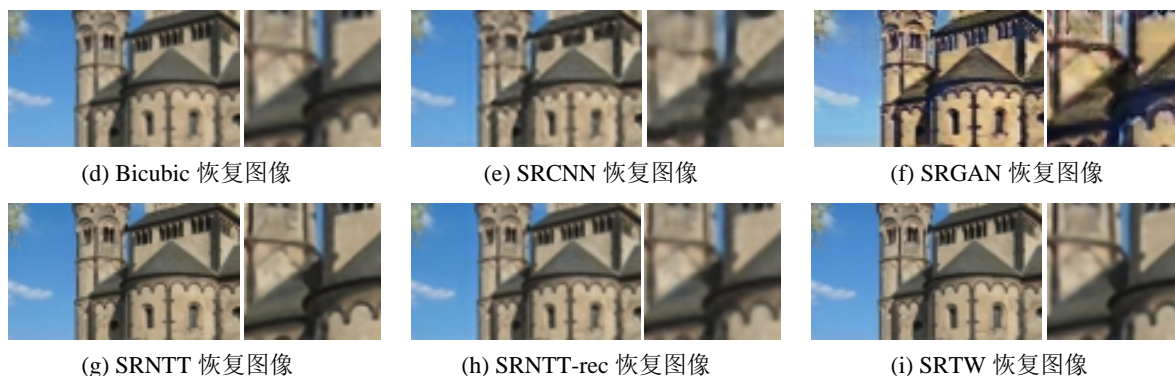 (d) Bicubic 恢复图像
(e) SRCNN 恢复图像
(f) SRGAN 恢复图像
(g) SRNTT 恢复图像
(h) SRNTT-rec 恢复图像
(i) SRTW 恢复图像